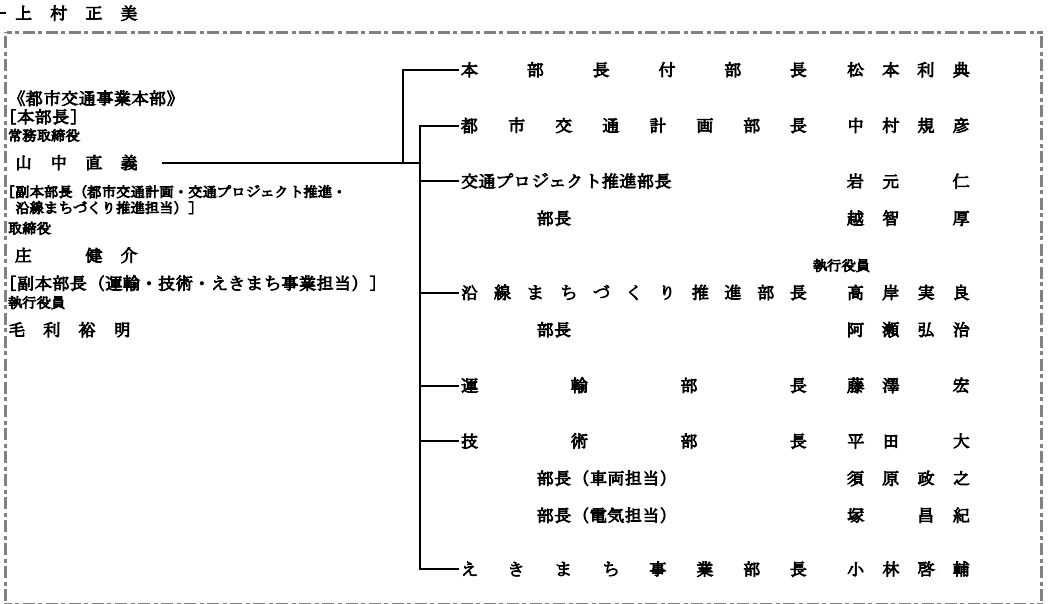 上村正美
《都市交通事業本部》
[本部長]
常務取締役
山中直義
[副本部長（都市交通計画・交通プロジェクト推進・
沿線まちづくり推進担当）]
取締役
庄健介
[副本部長（運輸・技術・えきまち事業担当）]
執行役員
毛利裕明
本部長付部長 松本利典
都市交通計画部長 中村規彦
交通プロジェクト推進部長 岩元仁
部長 越智厚
執行役員
沿線まちづくり推進部長 高岸実良
部長 阿瀬弘治
運輸部長 藤澤宏
技術部長 平田大
部長（車両担当） 須原政之
部長（電気担当） 塚昌紀
えきまち事業部長 小林啓輔